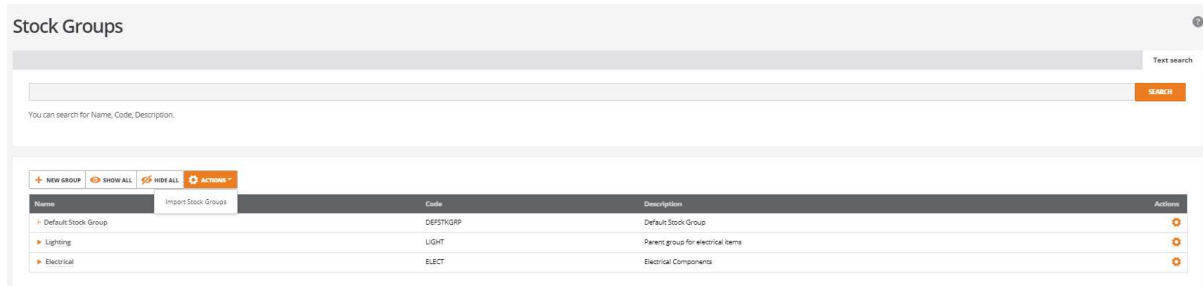 Stock Groups
Text search
SEARCH
You can search for Name, Code, Description.
NEW GROUP SHOW ALL HIDE ALL ACTIONS
Import Stock Groups
Name Code Description Actions
Default Stock Group DEFSTKGRP Default Stock Group
Lighting LIGHT Parent group for electrical items
Electrical ELECT Electrical Components